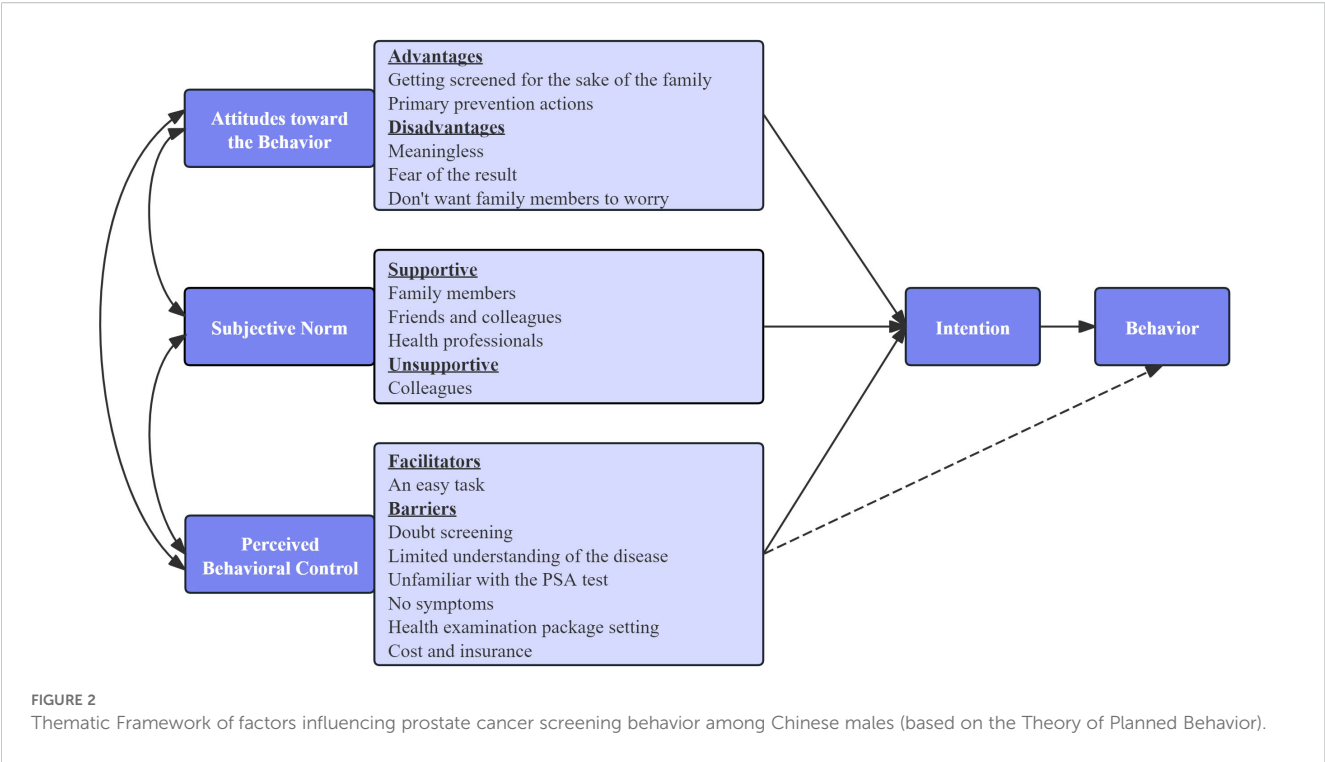 Attitudes toward
the Behavior
Advantages
Getting screened for the sake of the family
Primary prevention actions
Disadvantages
Meaningless
Fear of the result
Don't want family members to worry
Subjective Norm
Supportive
Family members
Friends and colleagues
Health professionals
Unsupportive
Colleagues
Perceived
Behavioral Control
Facilitators
An easy task
Barriers
Doubt screening
Limited understanding of the disease
Unfamiliar with the PSA test
No symptoms
Health examination package setting
Cost and insurance
Intention
Behavior
FIGURE 2
Thematic Framework of factors influencing prostate cancer screening behavior among Chinese males (based on the Theory of Planned Behavior).